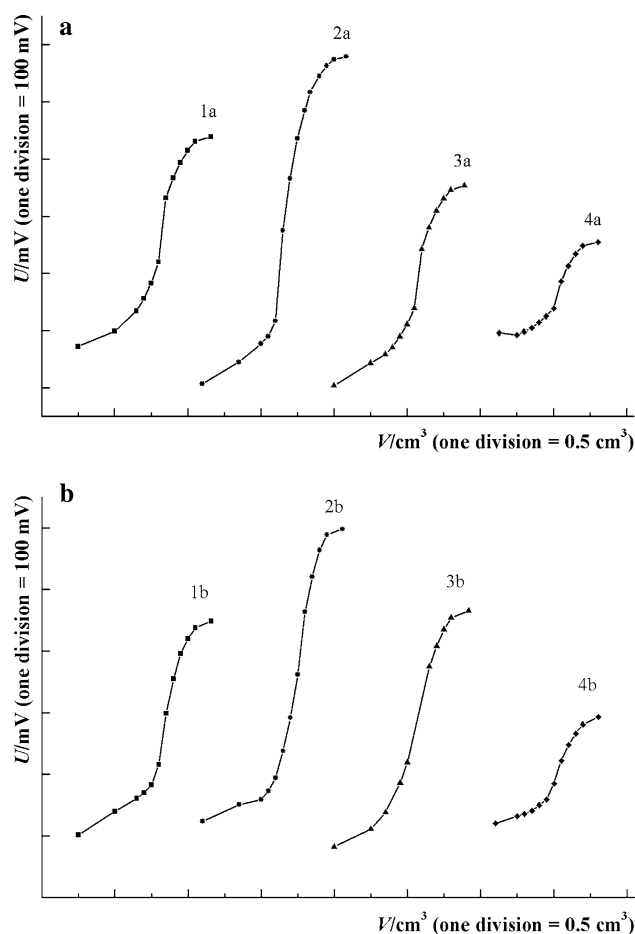 a
1a
2a
3a
4a
U/mV (one division = 100 mV)
V/cm³ (one division = 0.5 cm³)
b
1b
2b
3b
4b
U/mV (one division = 100 mV)
V/cm³ (one division = 0.5 cm³)